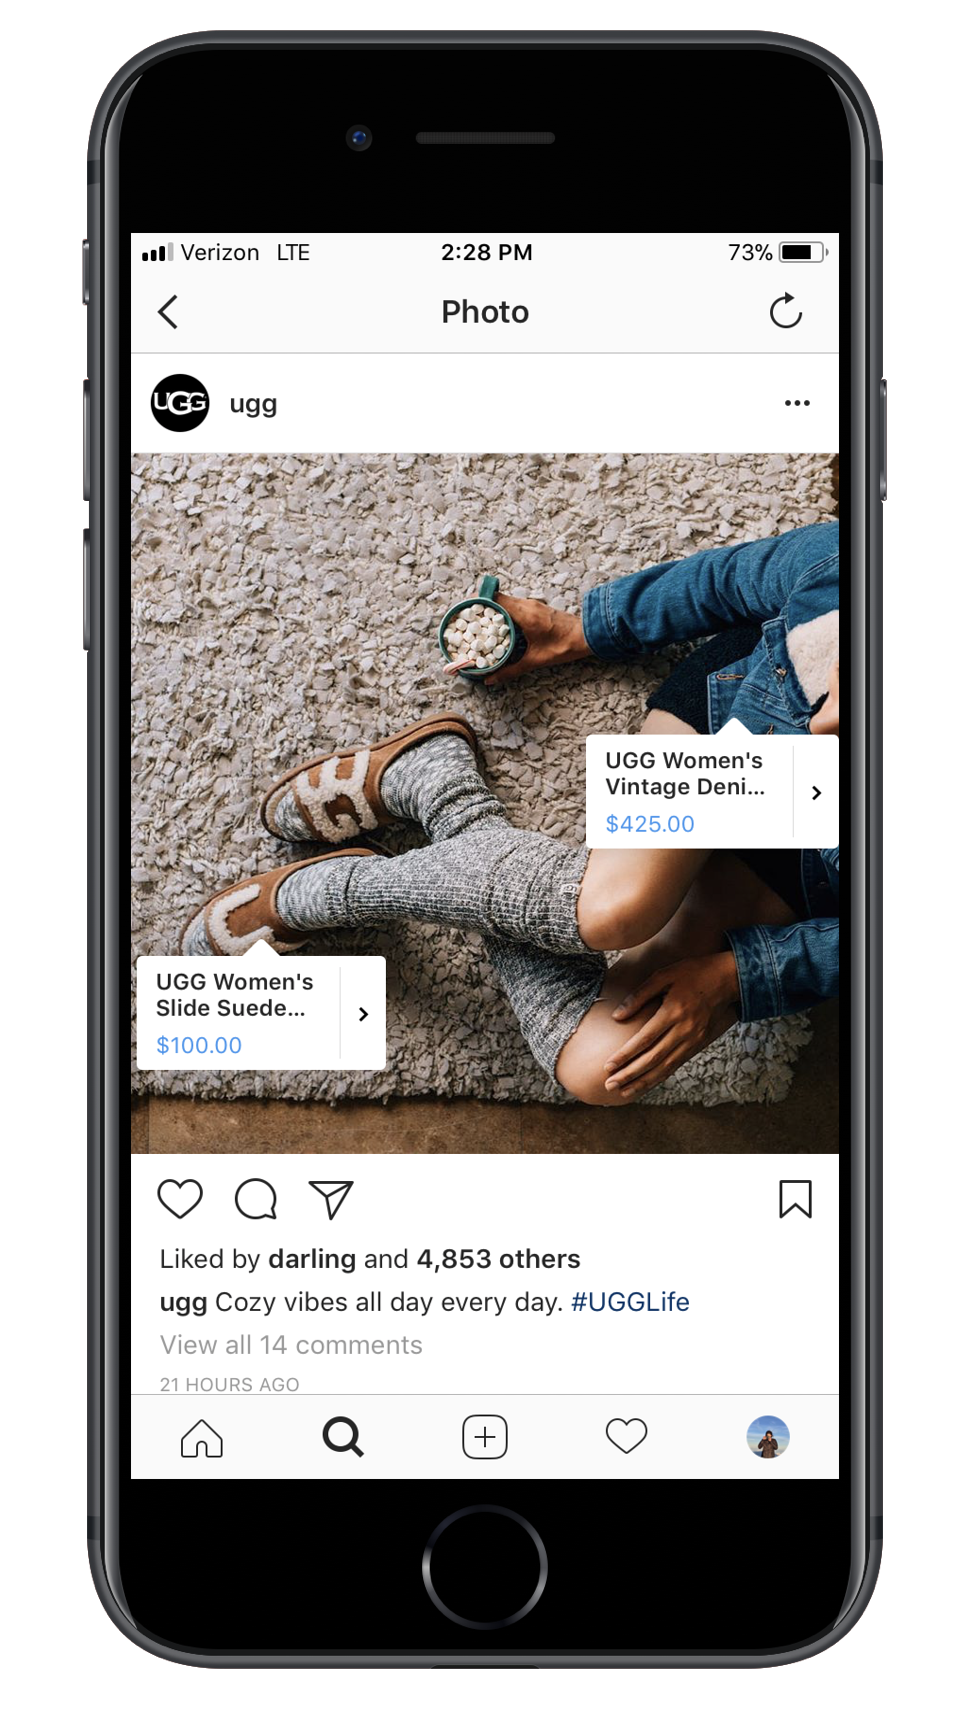 Verizon LTE 2:28 PM 73%
Photo
UGG ugg
UGG Women's
Vintage Deni...
$425.00
UGG Women's
Slide Suede...
$100.00
Liked by darling and 4,853 others
ugg Cozy vibes all day every day. #UGGLife
View all 14 comments
21 HOURS AGO